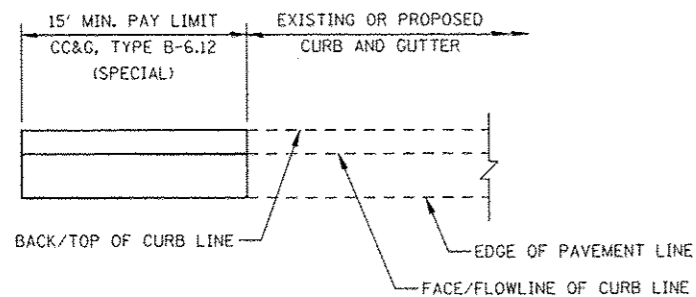 15' MIN. PAY LIMIT
CC&G, TYPE B-6.12
(SPECIAL)
EXISTING OR PROPOSED
CURB AND GUTTER
BACK/TOP OF CURB LINE
EDGE OF PAVEMENT LINE
FACE/FLOWLINE OF CURB LINE